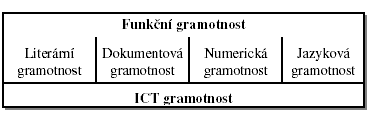 Funkční gramotnost
Literární gramotnost
Dokumentová gramotnost
Numerická gramotnost
Jazyková gramotnost
ICT gramotnost